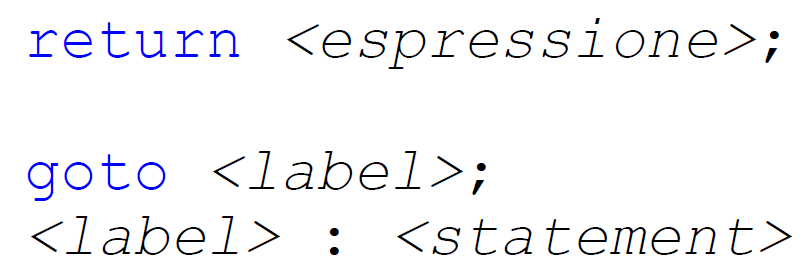 return <espressione>;
goto <label>;
<label> : <statement>